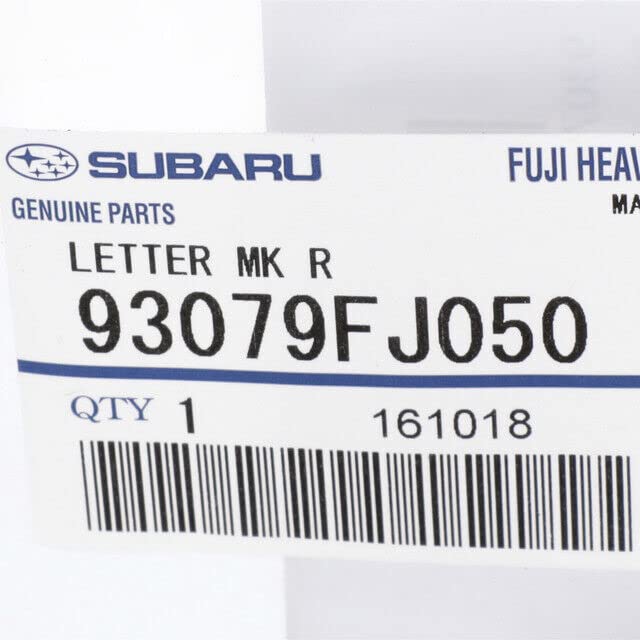 SUBARU FUJI HEAV
GENUINE PARTS MA
LETTER MK R
93079FJ050
QTY 1 161018